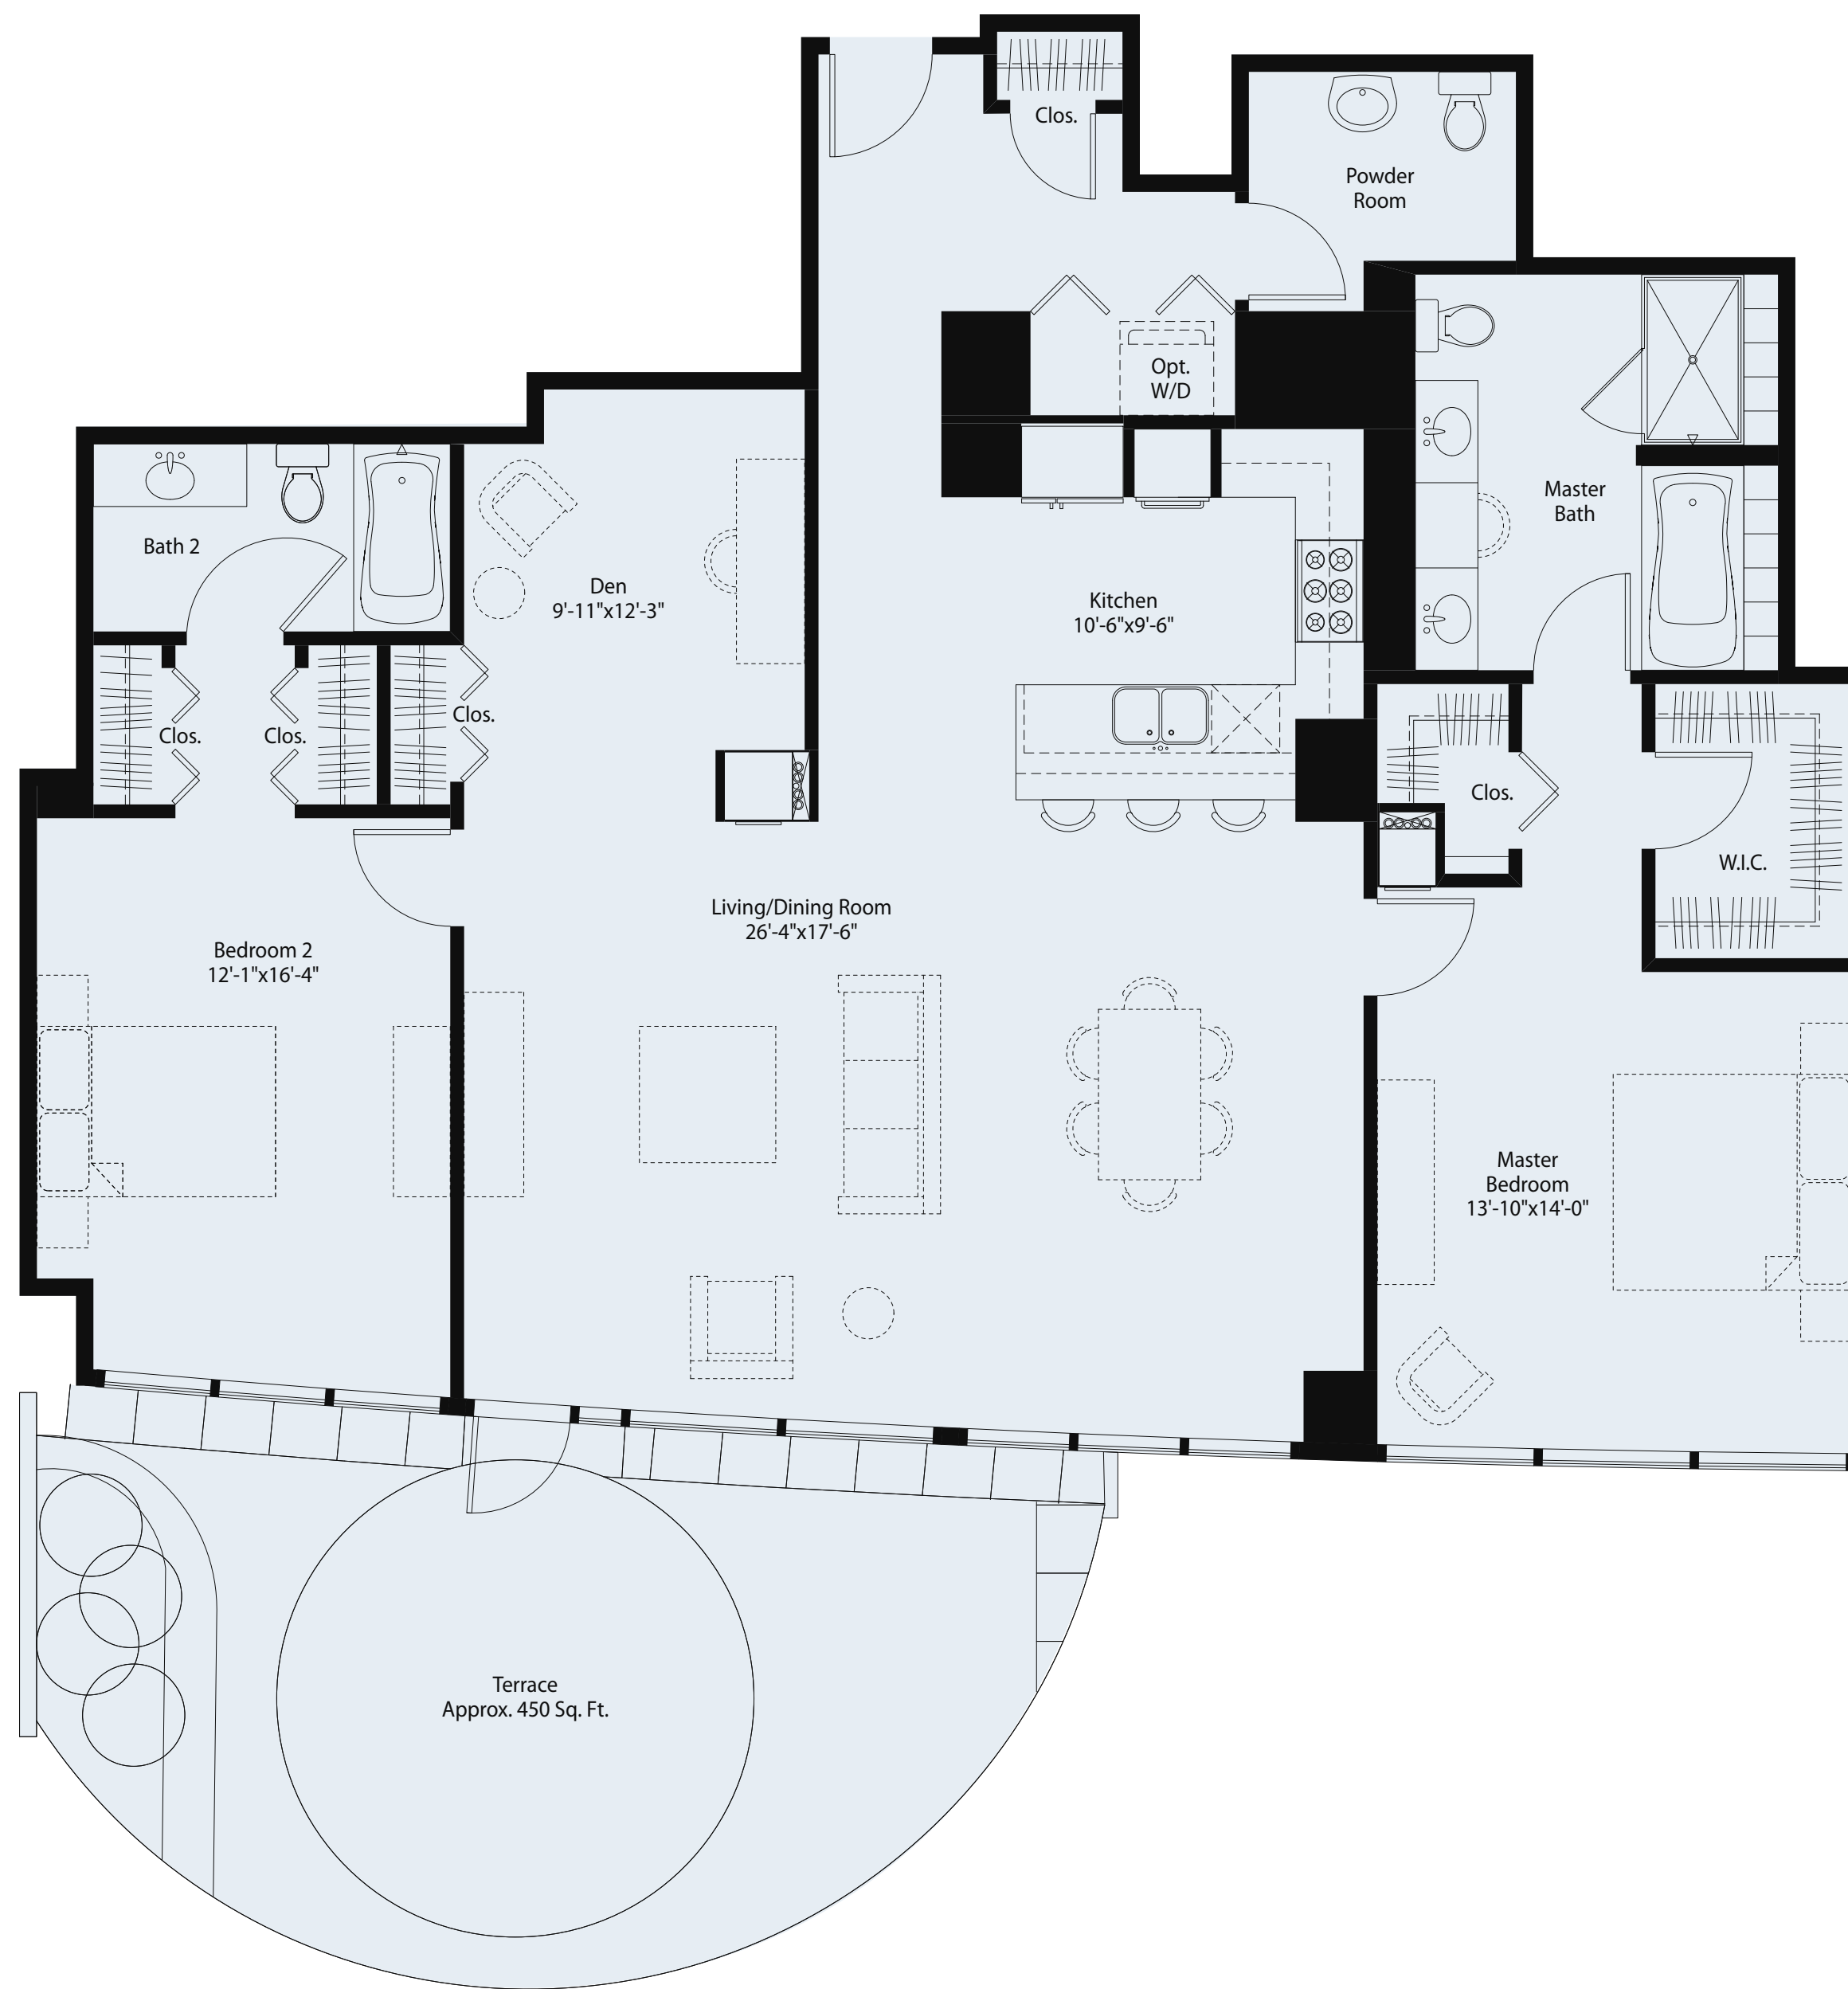 Clos.
Powder
Room
Opt.
W/D
Master
Bath
Bath 2
Den
9'-11"x12'-3"
Kitchen
10'-6"x9'-6"
Clos.
Clos.
Clos.
Clos.
W.I.C.
Living/Dining Room
26'-4"x17'-6"
Bedroom 2
12'-1"x16'-4"
Master
Bedroom
13'-10"x14'-0"
Terrace
Approx. 450 Sq. Ft.